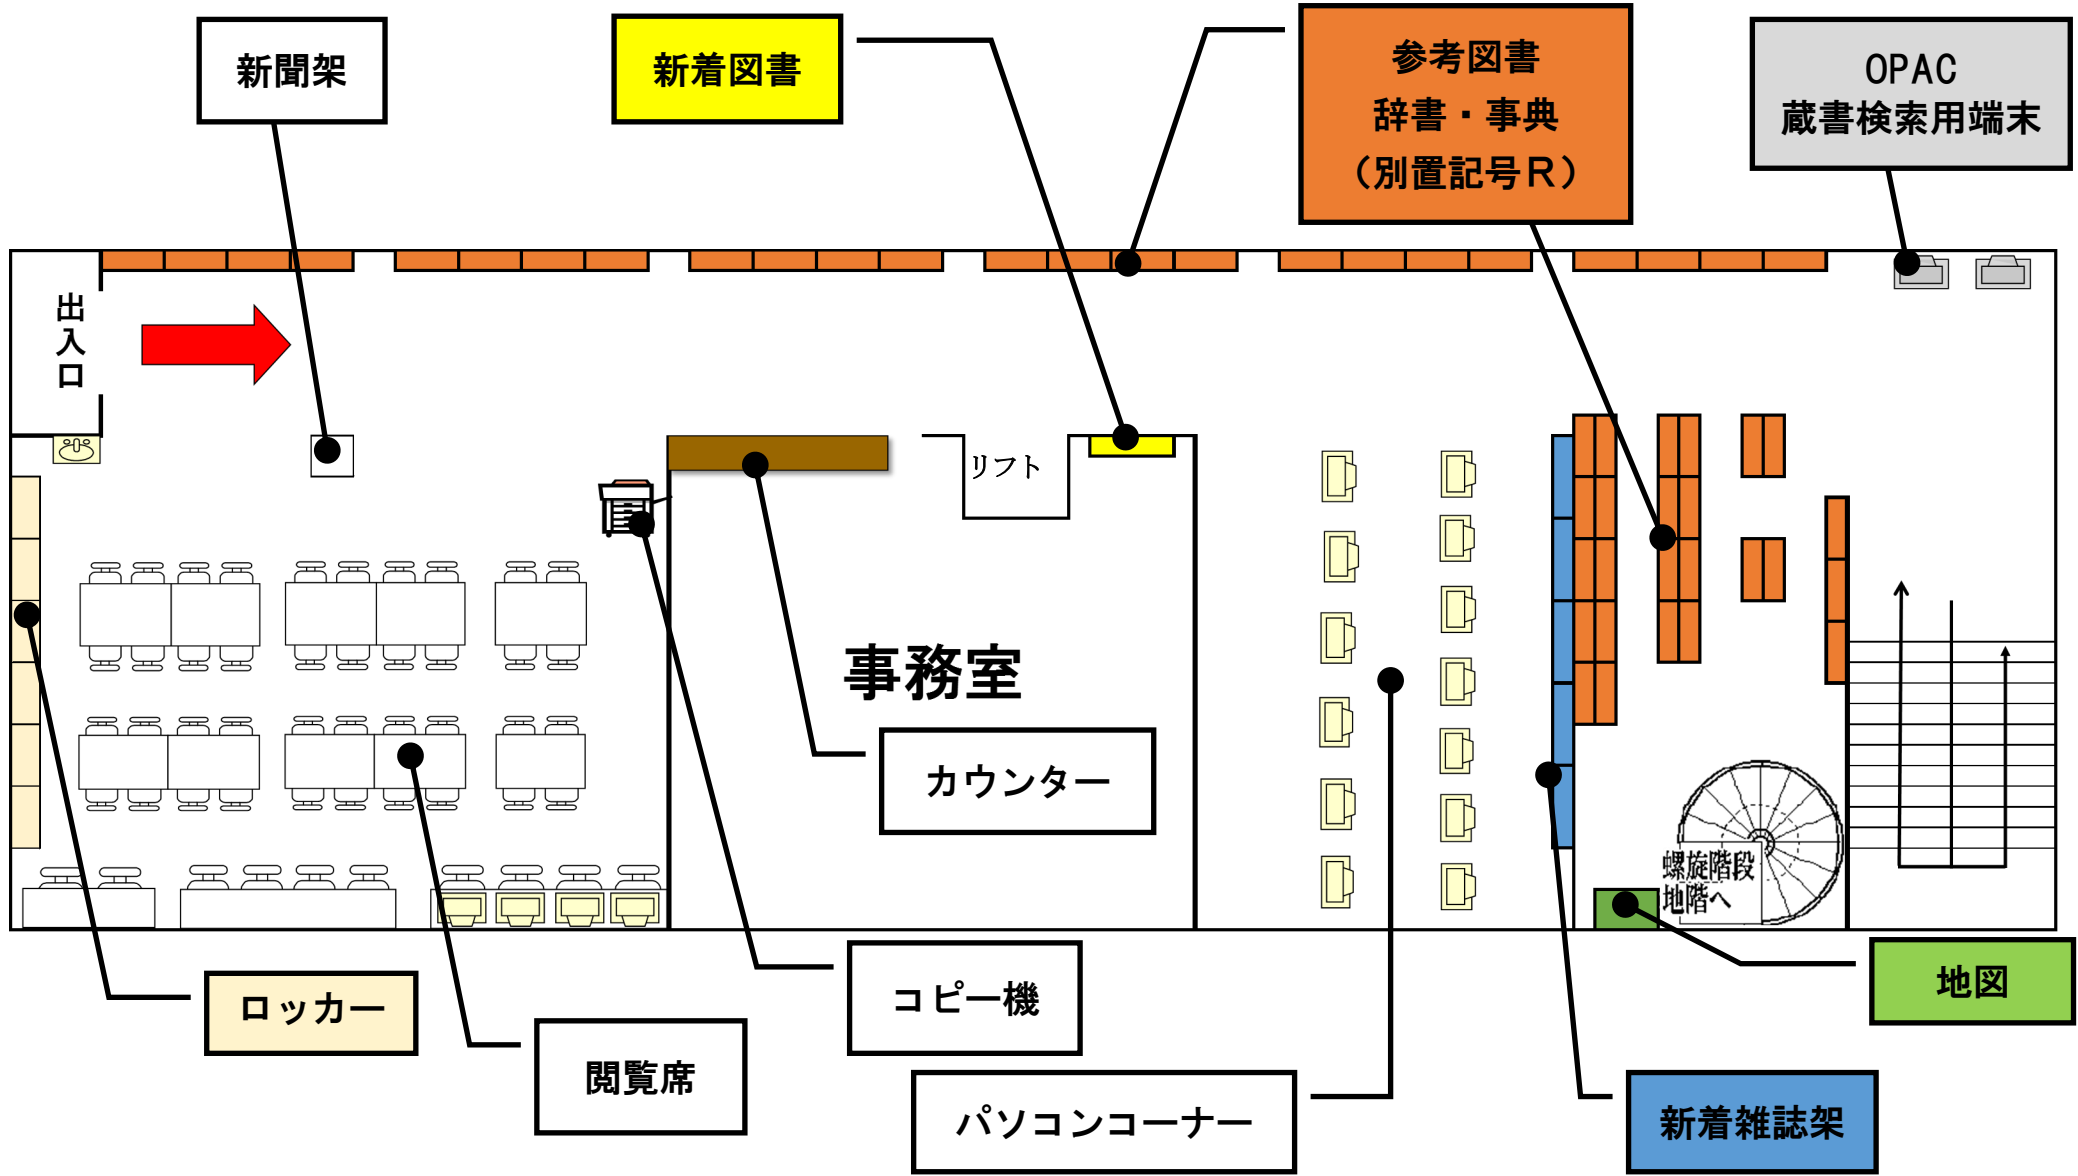 新聞架
新着図書
参考図書
辞書・事典
（別置記号Ｒ）
OPAC
蔵書検索用端末
出入口
リフト
事務室
カウンター
螺旋階段
地階へ
ロッカー
閲覧席
コピー機
パソコンコーナー
地図
新着雑誌架